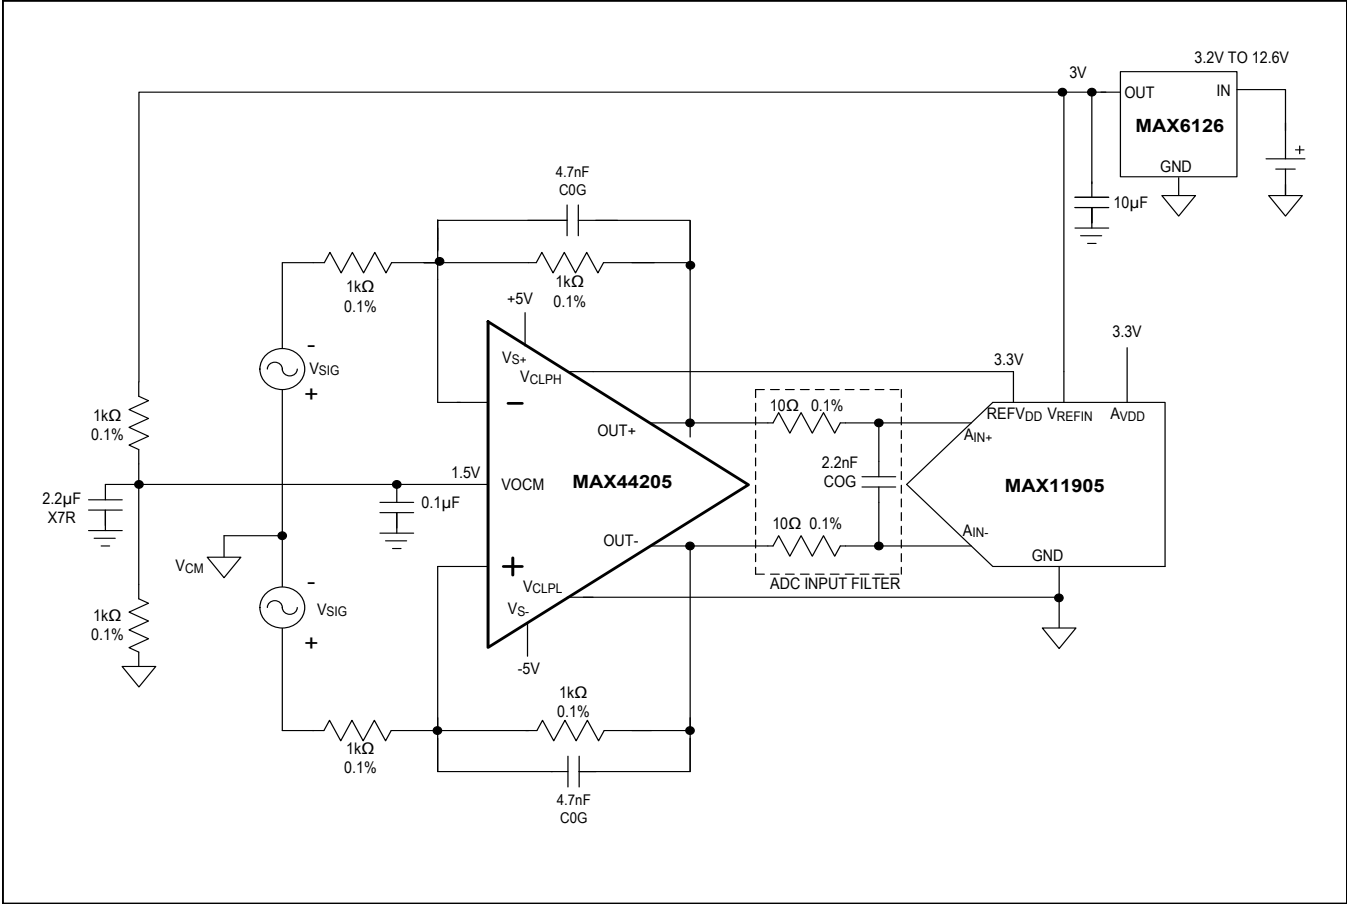 3.2V TO 12.6V
3V
OUT
IN
MAX6126
GND
+
10µF
4.7nF
C0G
1kΩ
0.1%
1kΩ
0.1%
+5V
3.3V
3.3V
-
VSIG
+
VS+
VCLPH
−
REFVDD VREFIN AVDD
1kΩ
0.1%
10Ω 0.1%
OUT+
AIN+
1.5V
VOCM
MAX44205
2.2nF
COG
MAX11905
2.2µF
X7R
0.1µF
10Ω 0.1%
OUT-
AIN-
GND
VCM
-
VSIG
+
+
VCLPL
VS-
ADC INPUT FILTER
1kΩ
0.1%
-5V
1kΩ
0.1%
1kΩ
0.1%
4.7nF
C0G